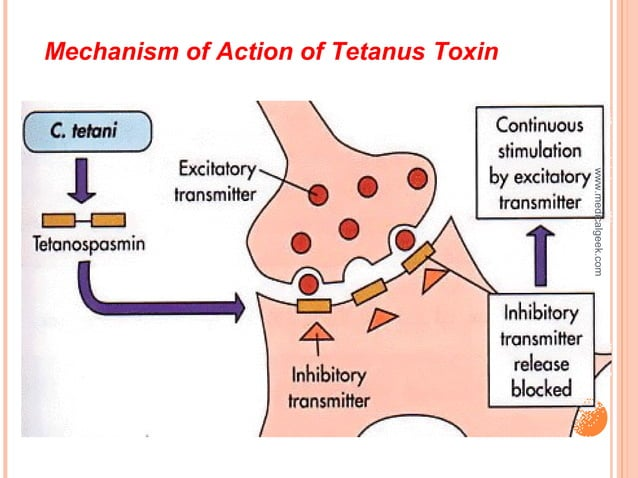 Mechanism of Action of Tetanus Toxin
C. tetani
Tetanospasmin
Excitatory
transmitter
Inhibitory
transmitter
Continuous
stimulation
by excitatory
transmitter
Inhibitory
transmitter
release
blocked
www.medicalgeek.com